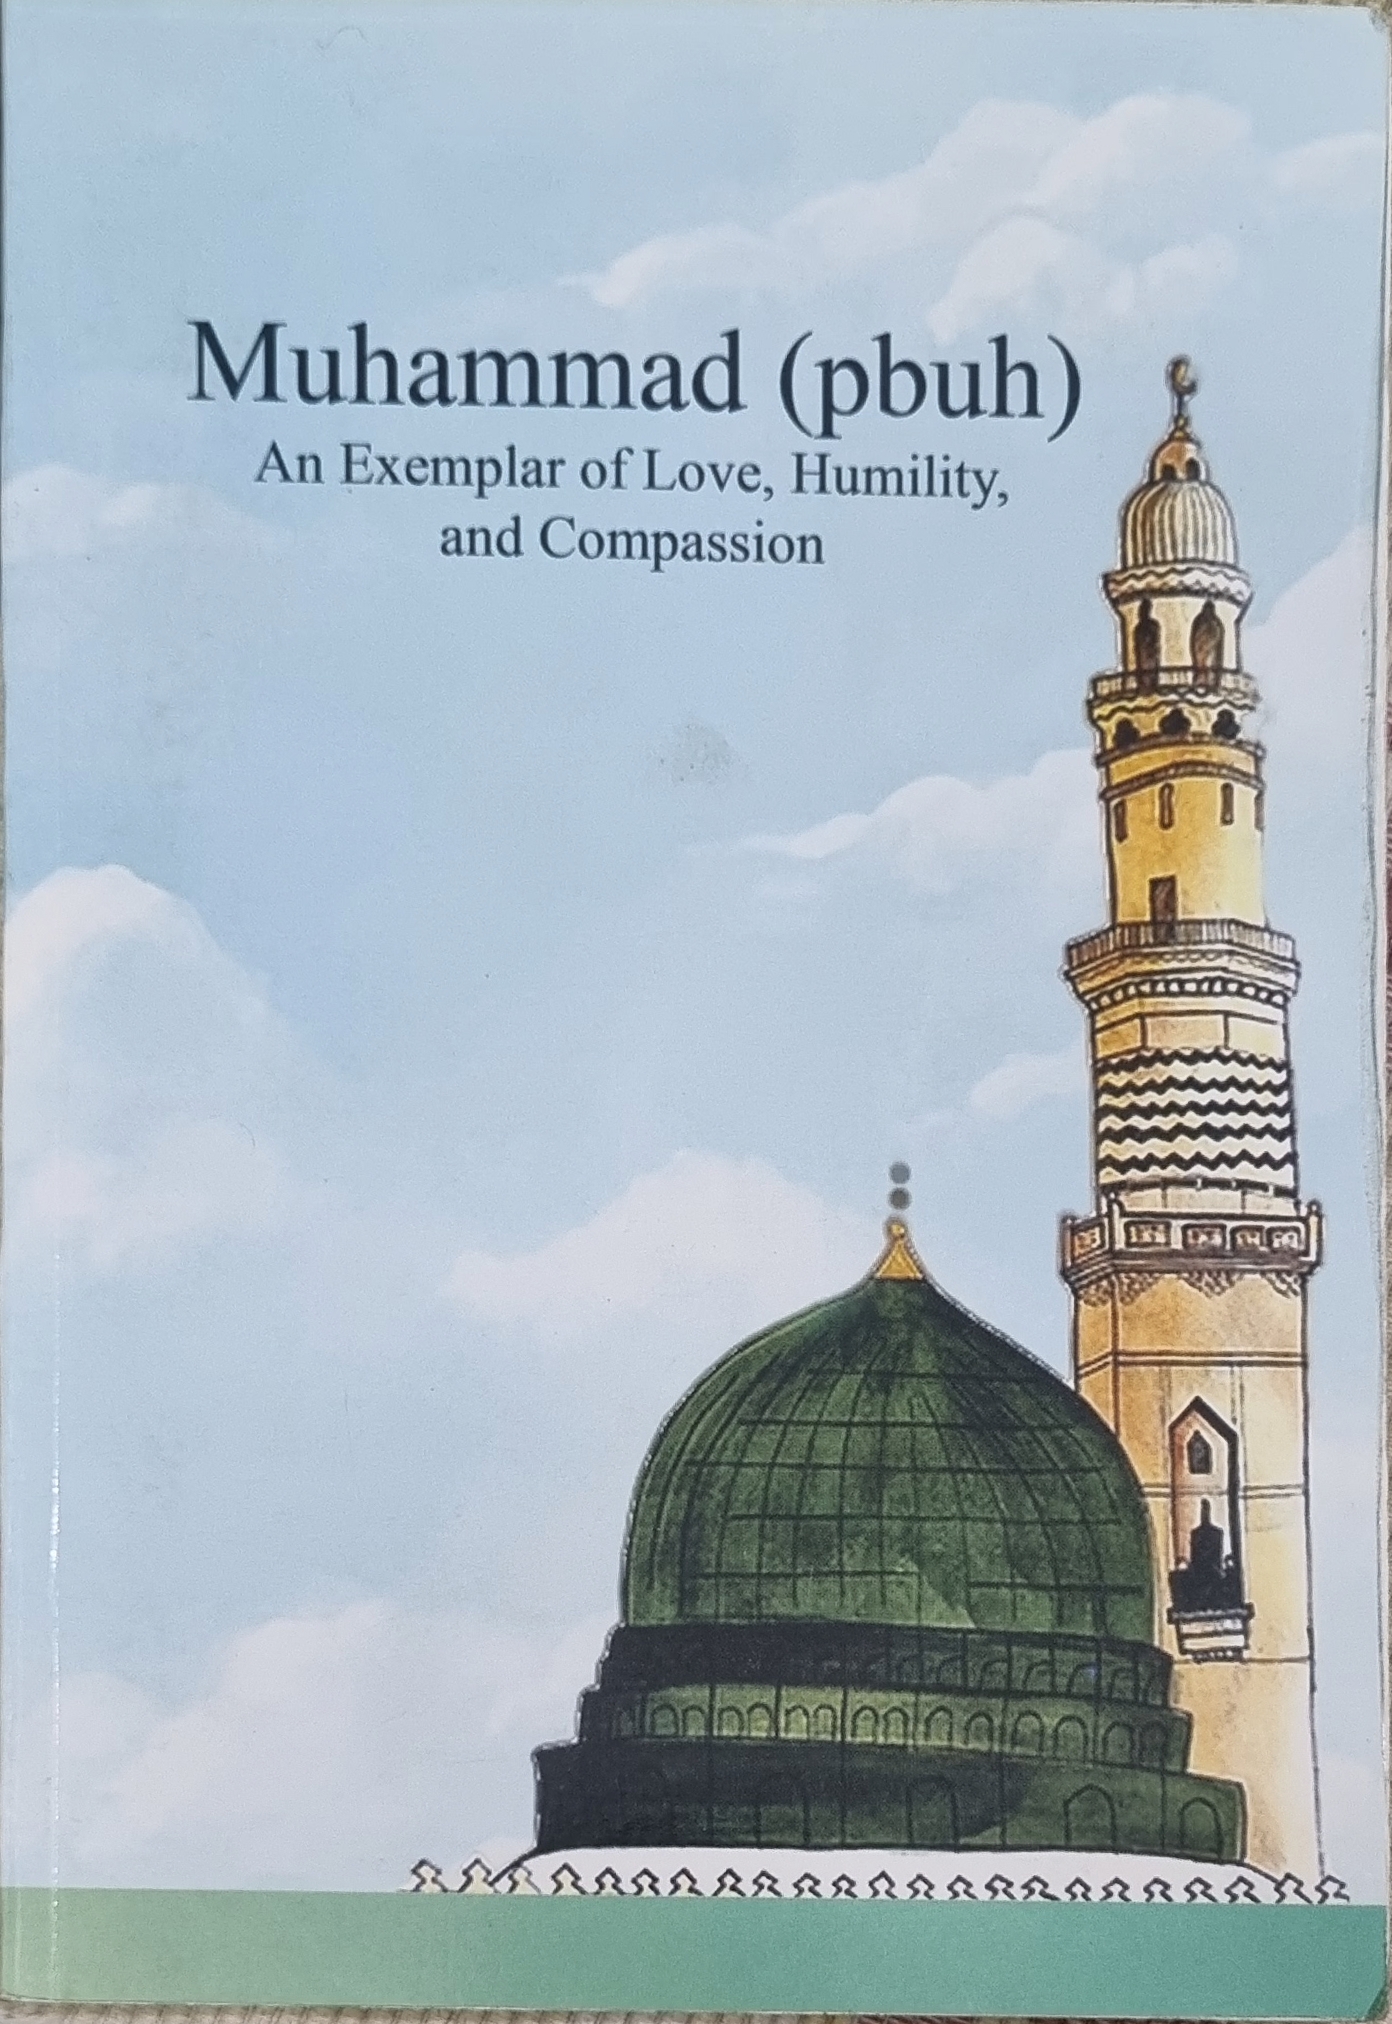 Muhammad (pbuh)
An Exemplar of Love, Humility,
and Compassion